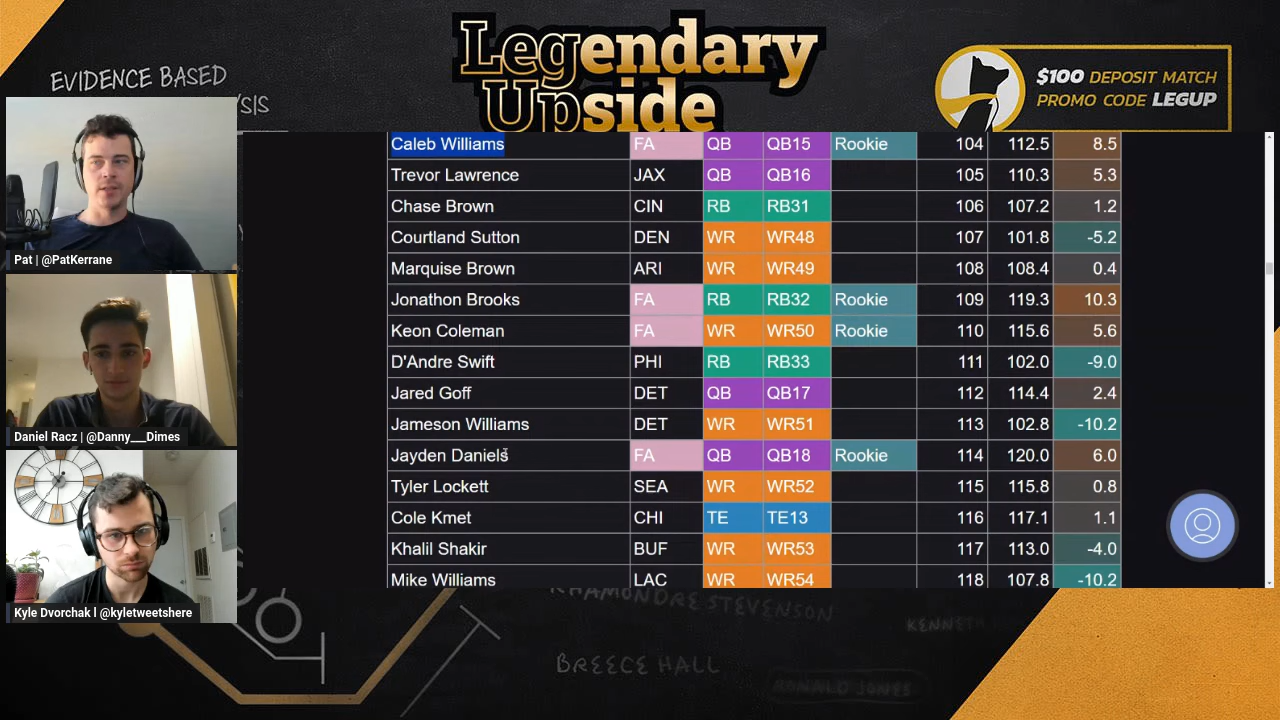 Legendary
Upside
EVIDENCE BASED
YSIS
$100 DEPOSIT MATCH
PROMO CODE LEGUP
Pat | @PatKerrane
Daniel Racz | @Danny___Dimes
Kyle Dvorchak l @kyletweetshere
Caleb Williams FA QB QB15 Rookie 104 112.5 8.5
Trevor Lawrence JAX QB QB16 105 110.3 5.3
Chase Brown CIN RB RB31 106 107.2 1.2
Courtland Sutton DEN WR WR48 107 101.8 -5.2
Marquise Brown ARI WR WR49 108 108.4 0.4
Jonathon Brooks FA RB RB32 Rookie 109 119.3 10.3
Keon Coleman FA WR WR50 Rookie 110 115.6 5.6
D'Andre Swift PHI RB RB33 111 102.0 -9.0
Jared Goff DET QB QB17 112 114.4 2.4
Jameson Williams DET WR WR51 113 102.8 -10.2
Jayden Daniels FA QB QB18 Rookie 114 120.0 6.0
Tyler Lockett SEA WR WR52 115 115.8 0.8
Cole Kmet CHI TE TE13 116 117.1 1.1
Khalil Shakir BUF WR WR53 117 113.0 -4.0
Mike Williams LAC WR WR54 118 107.8 -10.2
RHAMONDRE STEVENSON
KENNETH
BREECE HALL
RONALD JONES